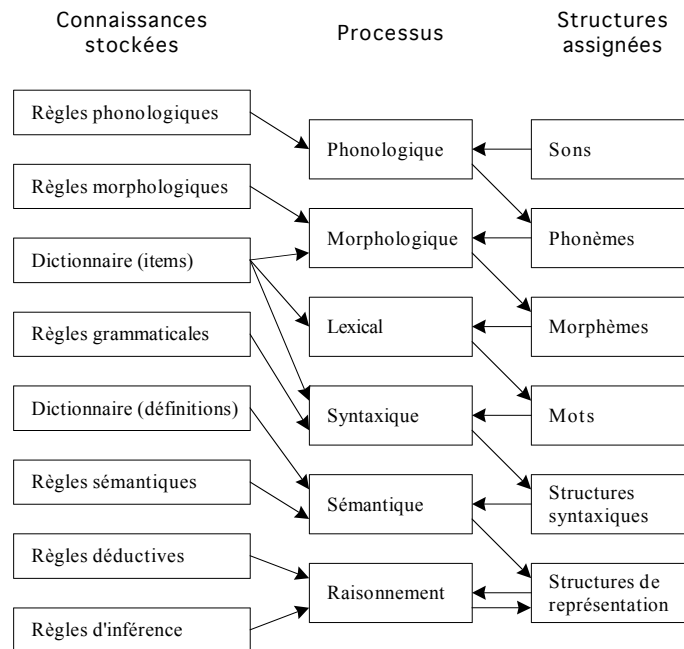 Connaissances
stockées
Processus
Structures
assignées
Règles phonologiques
Règles morphologiques
Dictionnaire (items)
Règles grammaticales
Dictionnaire (définitions)
Règles sémantiques
Règles déductives
Règles d'inférence
Phonologique
Morphologique
Lexical
Syntaxique
Sémantique
Raisonnement
Sons
Phonèmes
Morphèmes
Mots
Structures
syntaxiques
Structures de
représentation